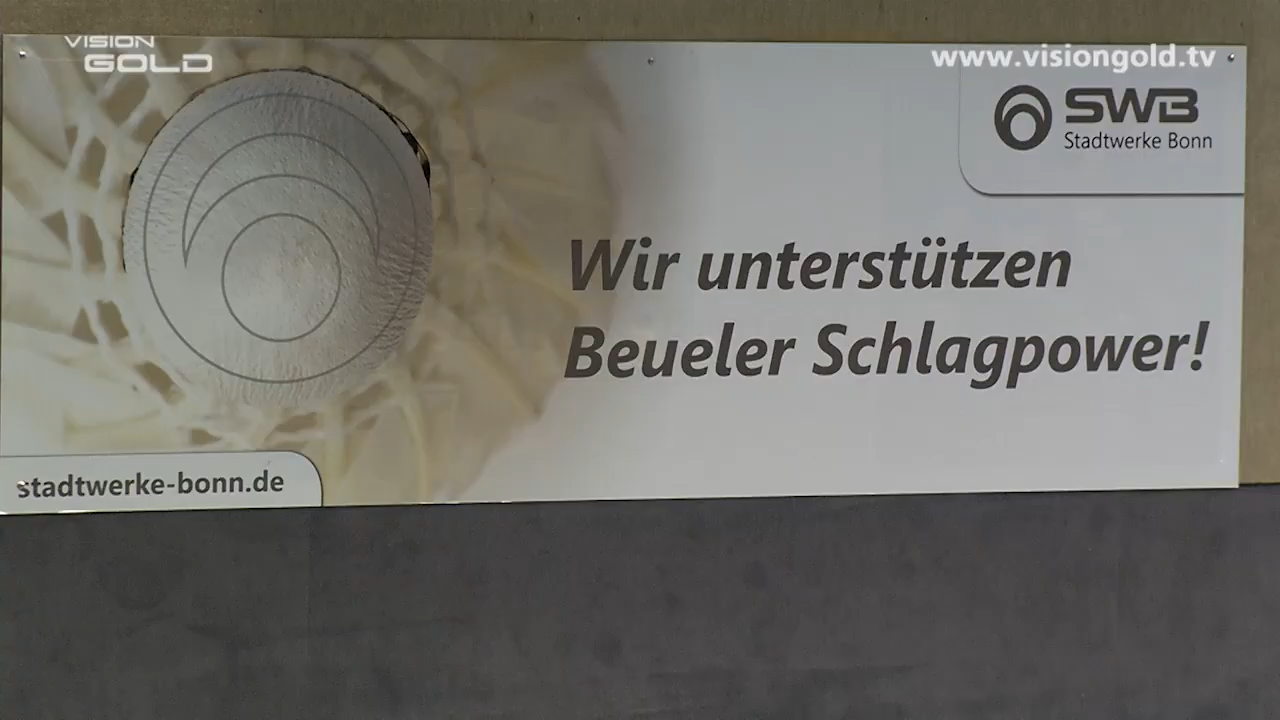 VISION
GOLD
www.visiongold.tv
SWB
Stadtwerke Bonn
Wir unterstützen
Beueler Schlagpower!
stadtwerke-bonn.de